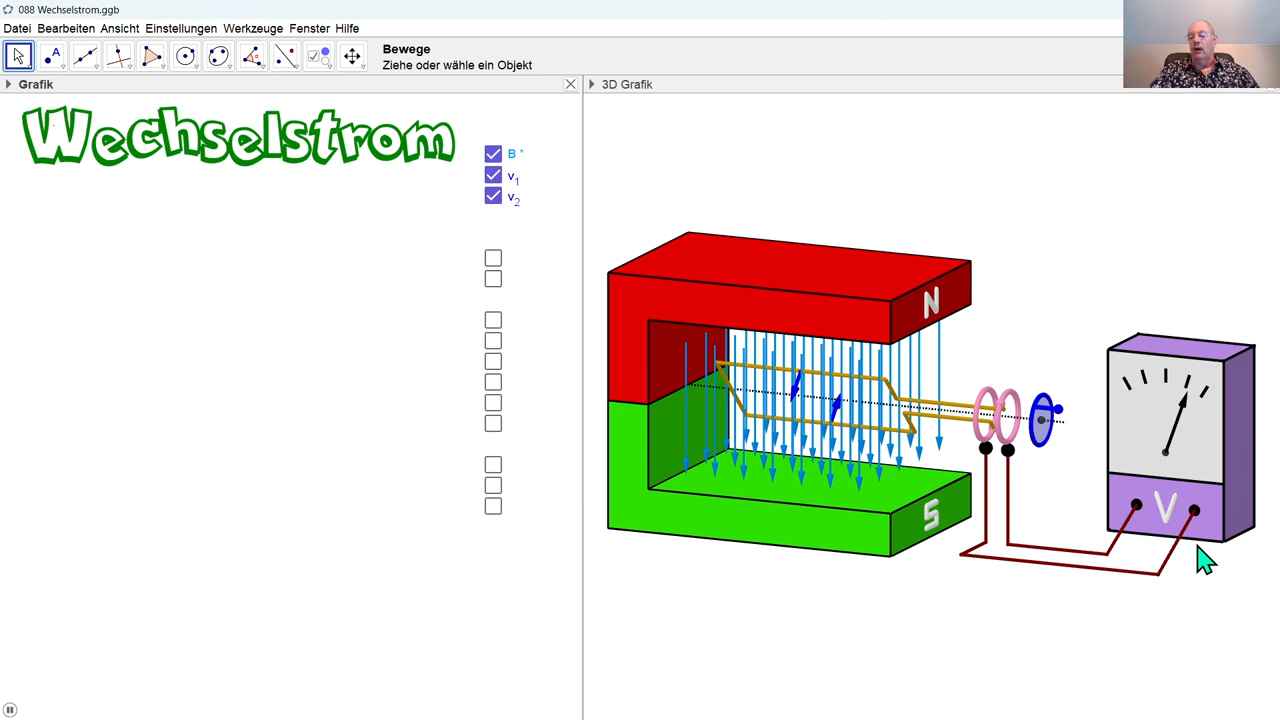 088 Wechselstrom.ggb
Datei Bearbeiten Ansicht Einstellungen Werkzeuge Fenster Hilfe
A
Bewege
Ziehe oder wähle ein Objekt
Grafik
3D Grafik
Wechselstrom
B *
v1
v2
N
S
V